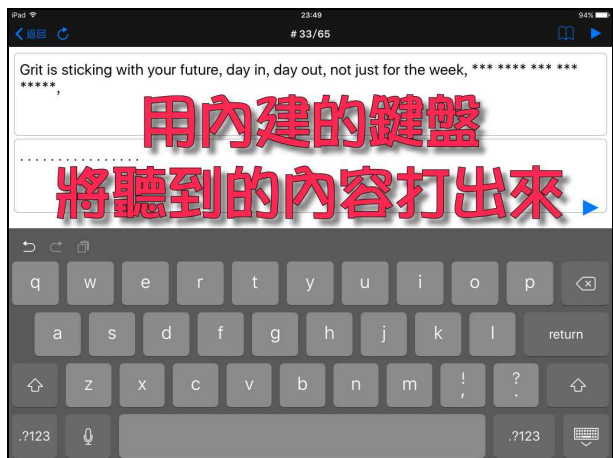 iPad 23:49 94%
返回 # 33/65
Grit is sticking with your future, day in, day out, not just for the week, *** **** *** ***
*****,
用內建的鍵盤
. . . . . . . . . . . . . . . . .
將聽到的內容打出來
q w e r t y u i o p
a s d f g h j k l return
z x c v b n m ! , ? .
.?123 .?123